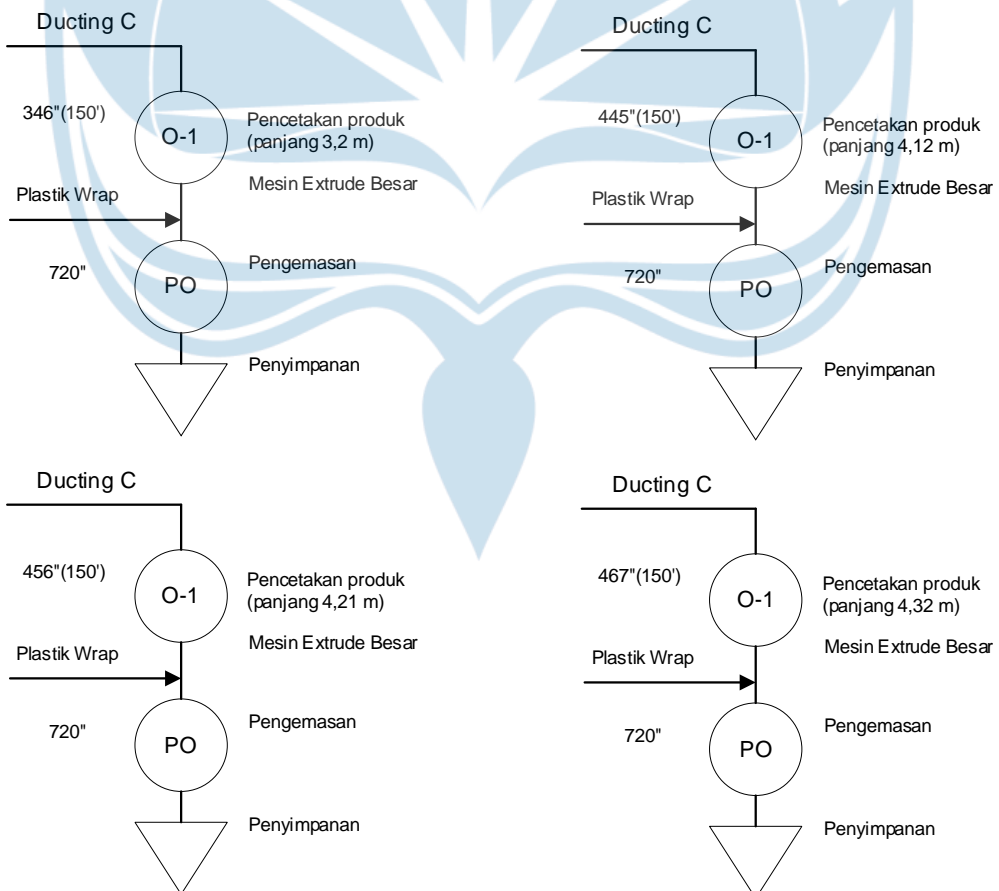 Ducting C
346"(150')
O-1
Pencetakan produk
(panjang 3,2 m)
Mesin Extrude Besar
Plastik Wrap
720"
PO
Pengemasan
Penyimpanan
Ducting C
445"(150')
O-1
Pencetakan produk
(panjang 4,12 m)
Mesin Extrude Besar
Plastik Wrap
720"
PO
Pengemasan
Penyimpanan
Ducting C
456"(150')
O-1
Pencetakan produk
(panjang 4,21 m)
Mesin Extrude Besar
Plastik Wrap
720"
PO
Pengemasan
Penyimpanan
Ducting C
467"(150')
O-1
Pencetakan produk
(panjang 4,32 m)
Mesin Extrude Besar
Plastik Wrap
720"
PO
Pengemasan
Penyimpanan